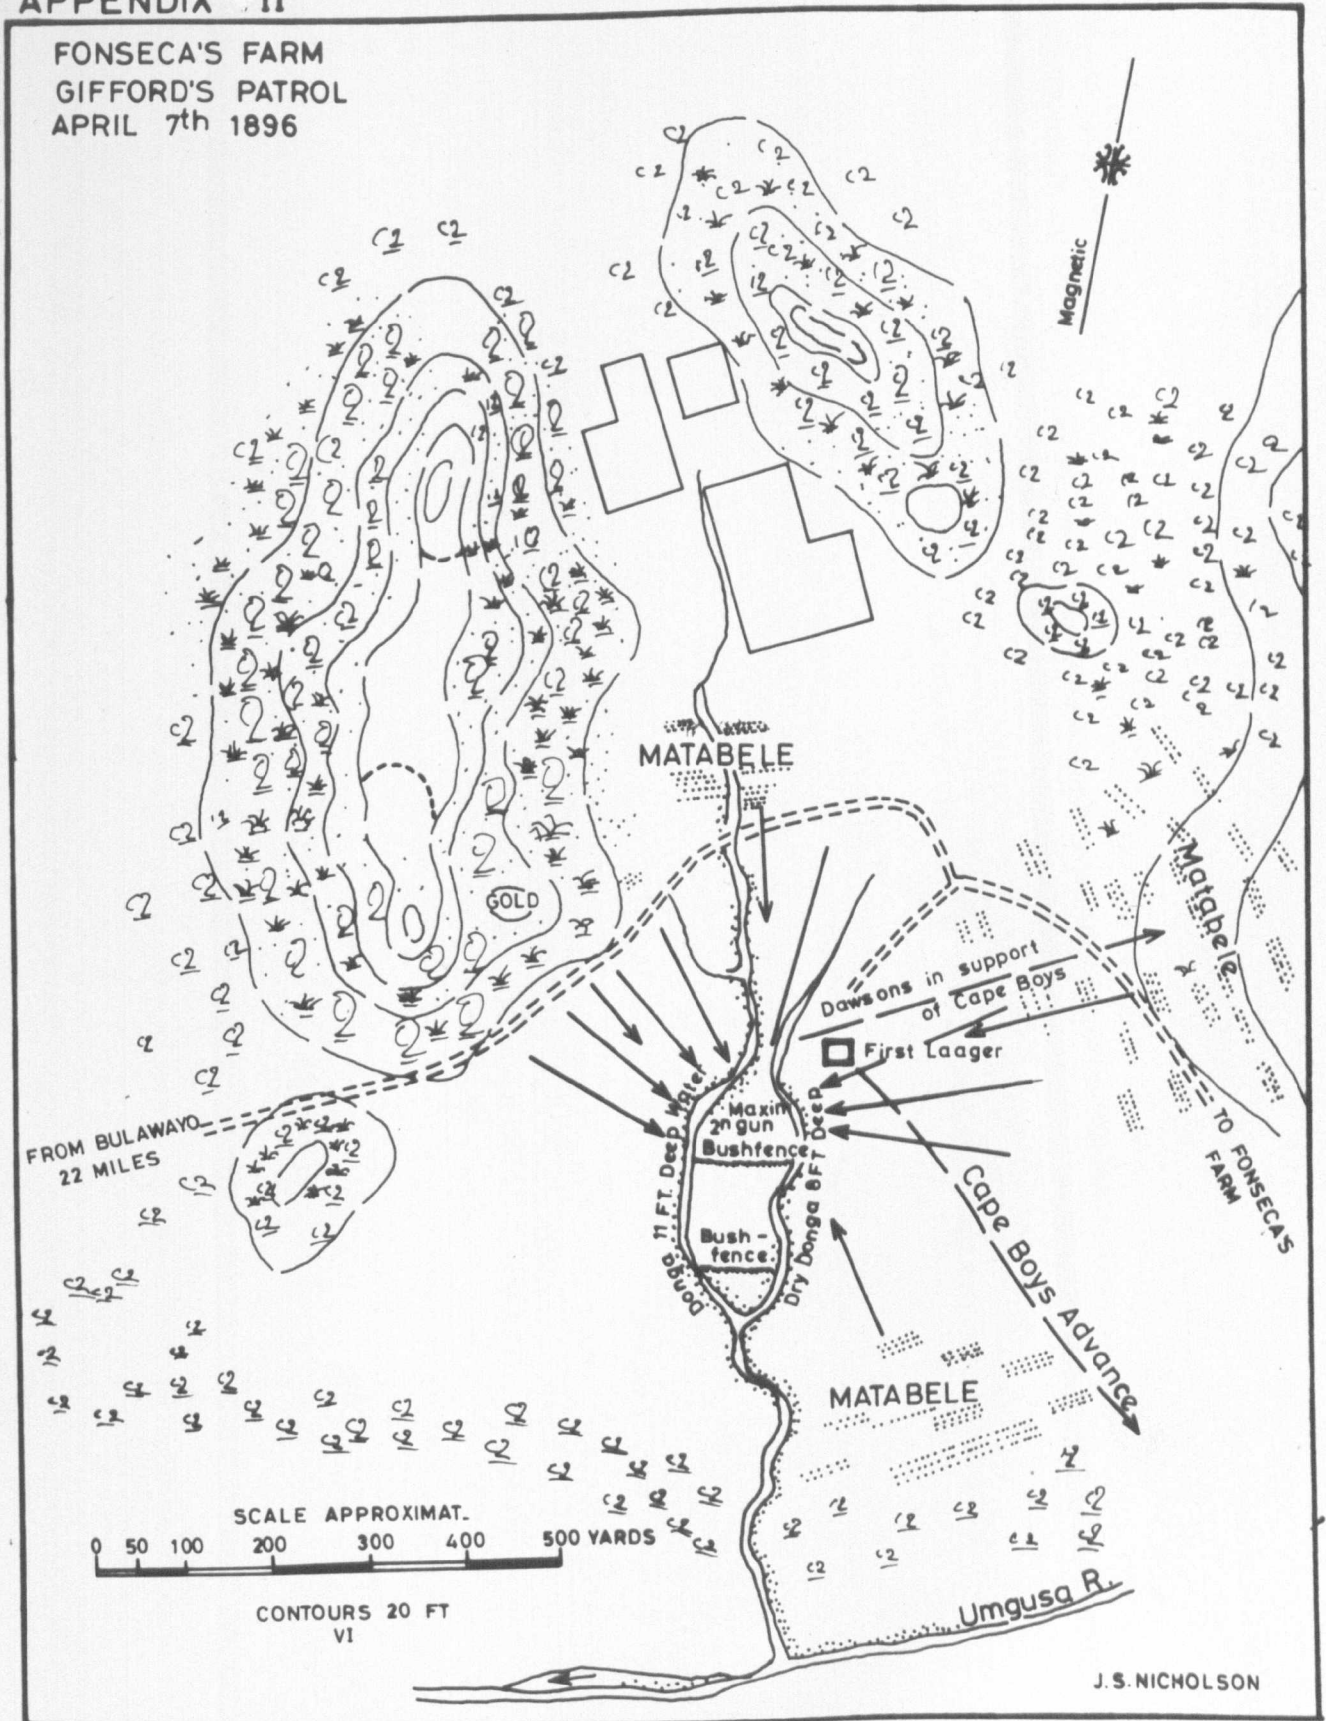 APPENDIX II
FONSECA'S FARM
GIFFORD'S PATROL
APRIL 7th 1896
Magnetic
MATABELE
GOLD
Matabele
Dawsons in support
of Cape Boys
First Laager
FROM BULAWAYO
22 MILES
TO FONSECA'S
FARM
Maxim
2n gun
Bushfence
Donga 11 FT. Deep Water
Dry Donga 8FT Deep
Bush-
fence
Cape Boys Advance
MATABELE
SCALE APPROXIMAT.
0 50 100 200 300 400 500 YARDS
CONTOURS 20 FT
VI
Umgusa R.
J.S. NICHOLSON